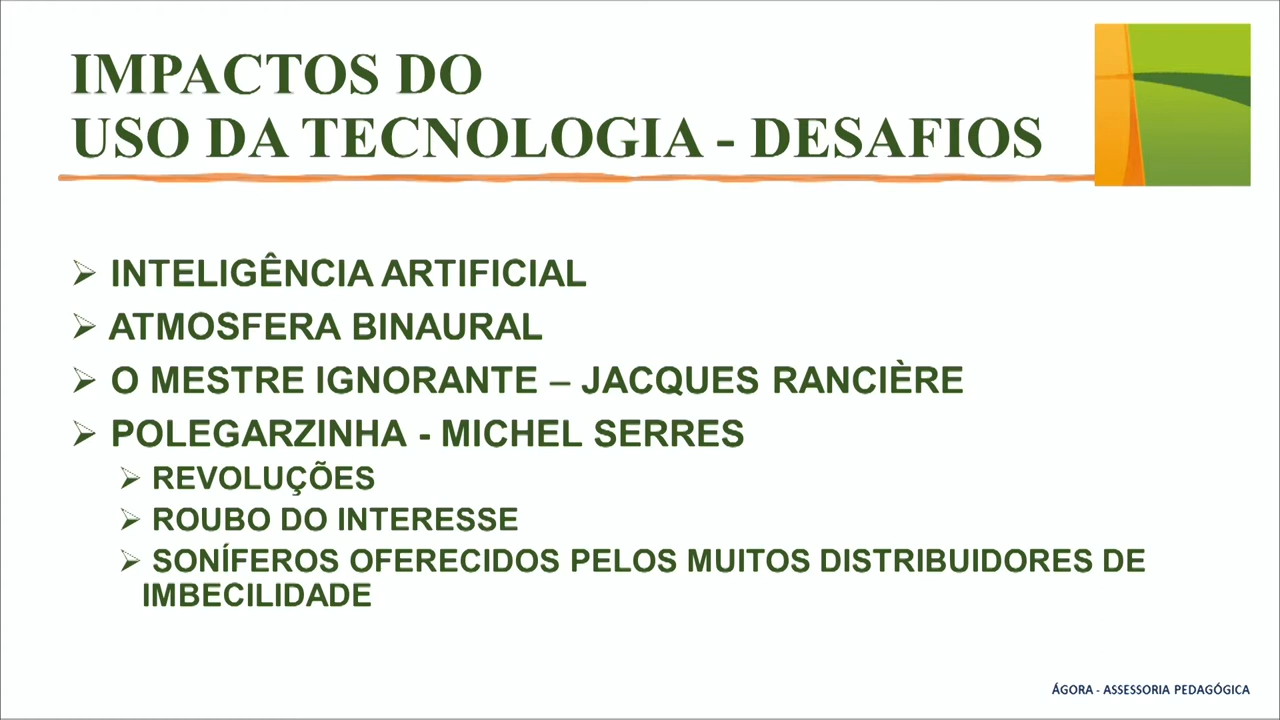 IMPACTOS DO
USO DA TECNOLOGIA - DESAFIOS
➢ INTELIGÊNCIA ARTIFICIAL
➢ ATMOSFERA BINAURAL
➢ O MESTRE IGNORANTE – JACQUES RANCIÈRE
➢ POLEGARZINHA - MICHEL SERRES
➢ REVOLUÇÕES
➢ ROUBO DO INTERESSE
➢ SONÍFEROS OFERECIDOS PELOS MUITOS DISTRIBUIDORES DE
IMBECILIDADE
ÁGORA - ASSESSORIA PEDAGÓGICA